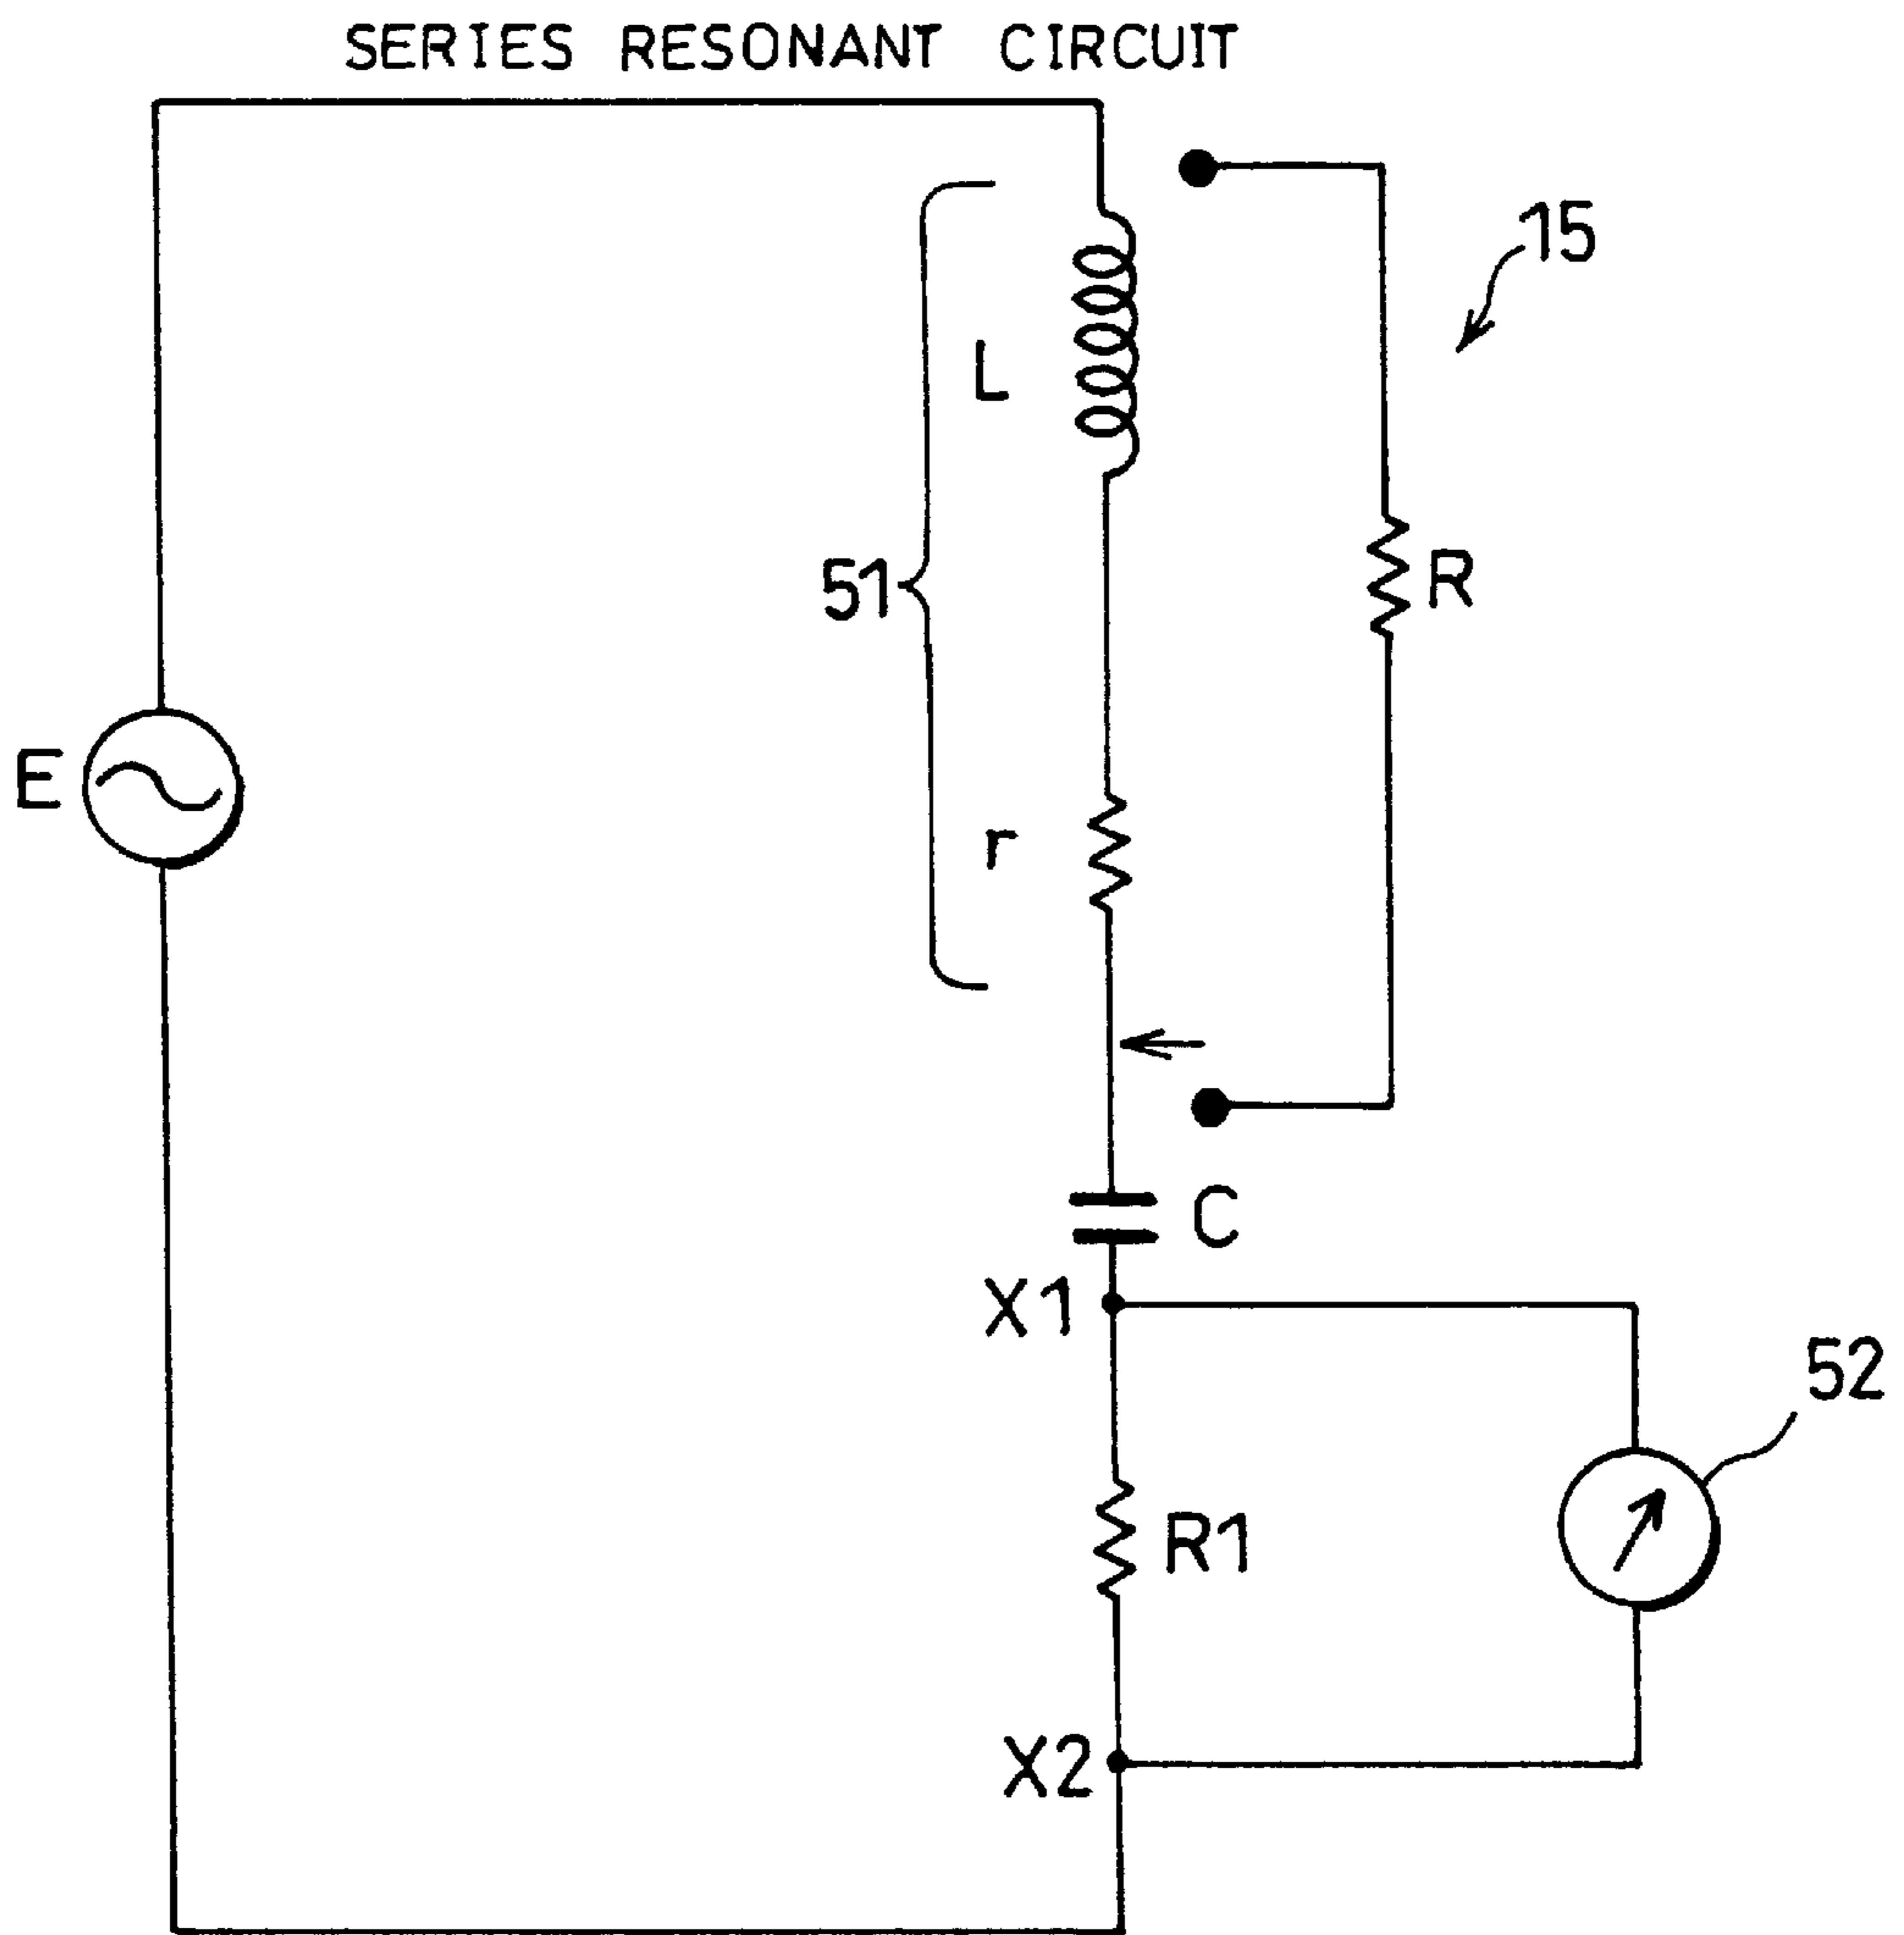 SERIES RESONANT CIRCUIT
15
L
51
R
E
r
C
X1
52
R1
X2